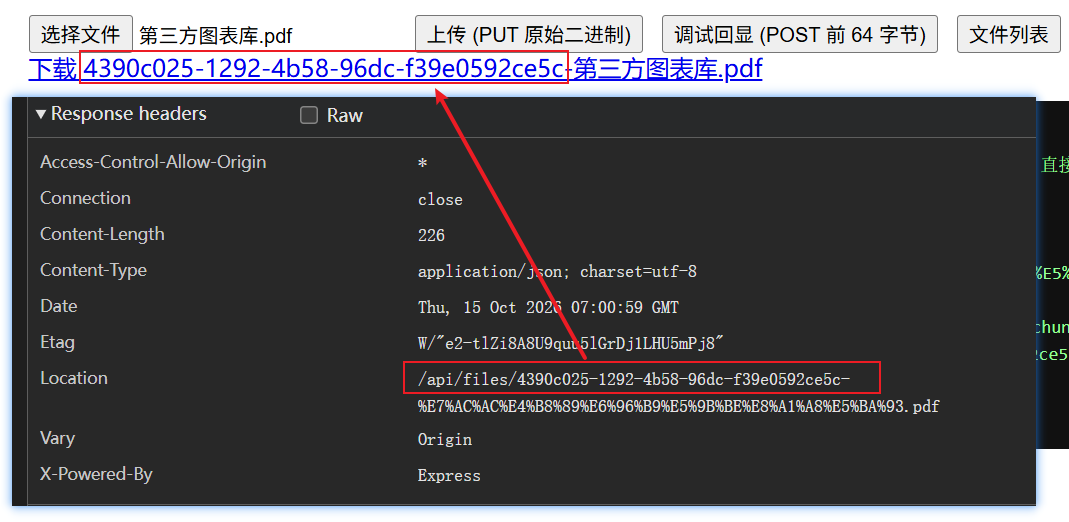 选择文件 第三方图表库.pdf 上传 (PUT 原始二进制) 调试回显 (POST 前 64 字节) 文件列表
下载 4390c025-1292-4b58-96dc-f39e0592ce5c-第三方图表库.pdf
▼Response headers Raw
Access-Control-Allow-Origin *
直接
Connection close
Content-Length 226
Content-Type application/json; charset=utf-8
%E5%
Date Thu, 15 Oct 2026 07:00:59 GMT
chun
Etag
2ce5
Location /api/files/4390c025-1292-4b58-96dc-f39e0592ce5c-
%E7%AC%AC%E4%B8%89%E6%96%B9%E5%9B%BE%E8%A1%A8%E5%BA%93.pdf
Vary Origin
X-Powered-By Express